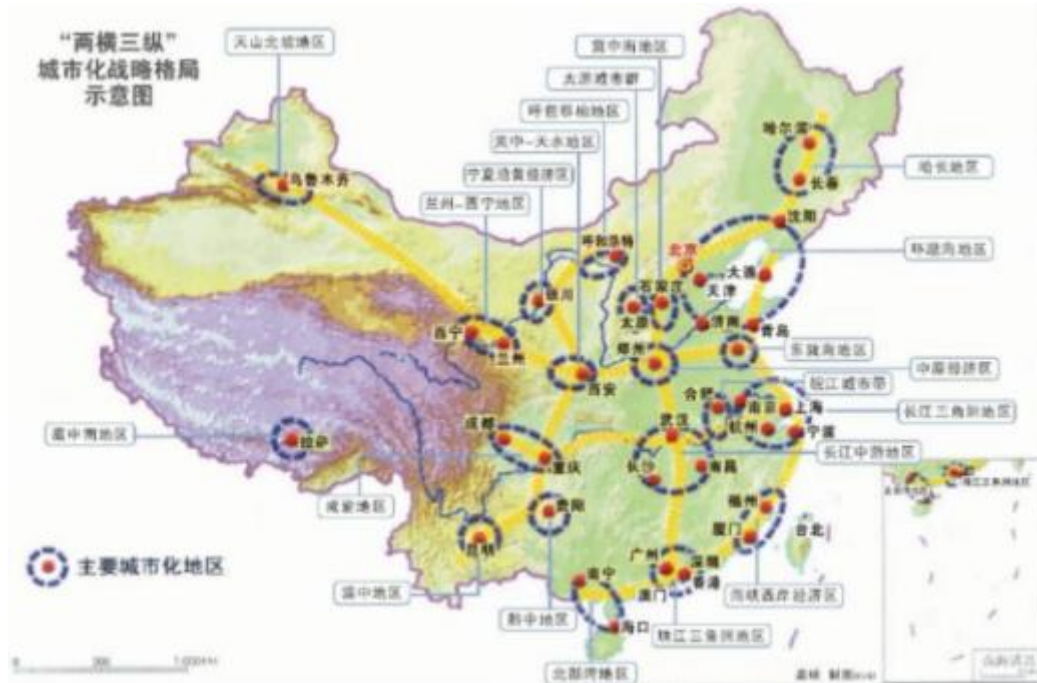 “两横三纵”
城市化战略格局
示意图
天山北坡地区
冀中南地区
太原城市群
呼包鄂榆地区
关中-天水地区
宁夏沿黄经济区
兰州-西宁地区
哈尔滨
哈长地区
长春
乌鲁木齐
沈阳
呼和浩特
北京
环渤海地区
大连
天津
银川
石家庄
太原
西宁
济南
青岛
兰州
郑州
东陇海地区
西安
中原经济区
皖江城市带
合肥
南京
上海
长江三角洲地区
成都
武汉
杭州
宁波
藏中南地区
拉萨
重庆
长江中游地区
长沙
南昌
贵阳
福州
昆明
厦门
台北
主要城市化地区
广州
深圳
南宁
香港
滇中地区
澳门
海峡西岸经济区
黔中地区
海口
珠江三角洲地区
北部湾地区
0